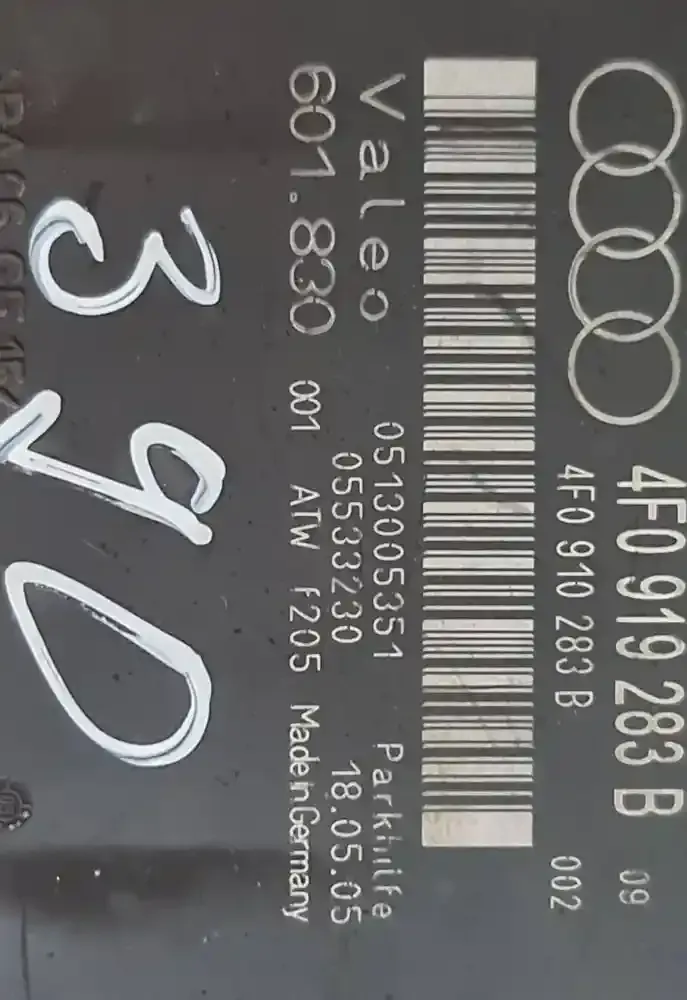 4F0 919 283 B 09
4F0 910 283 B 002
Valeo 0513005351 Parkhilfe
05533230 18.05.05
601.830 001 ATW f205 Made in Germany
390